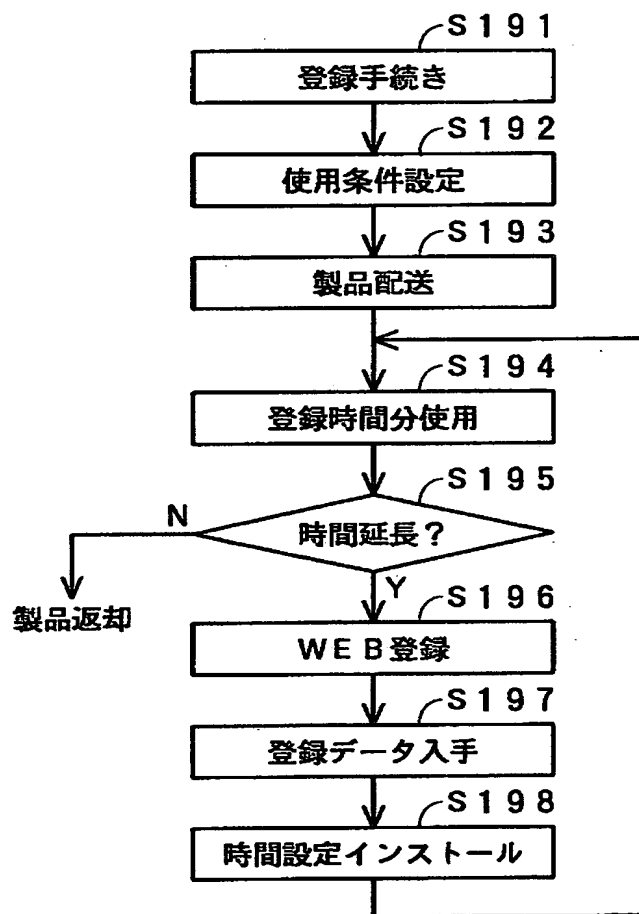 S191
登録手続き
S192
使用条件設定
S193
製品配送
S194
登録時間分使用
S195
時間延長?
N
製品返却
Y
S196
WEB登録
S197
登録データ入手
S198
時間設定インストール